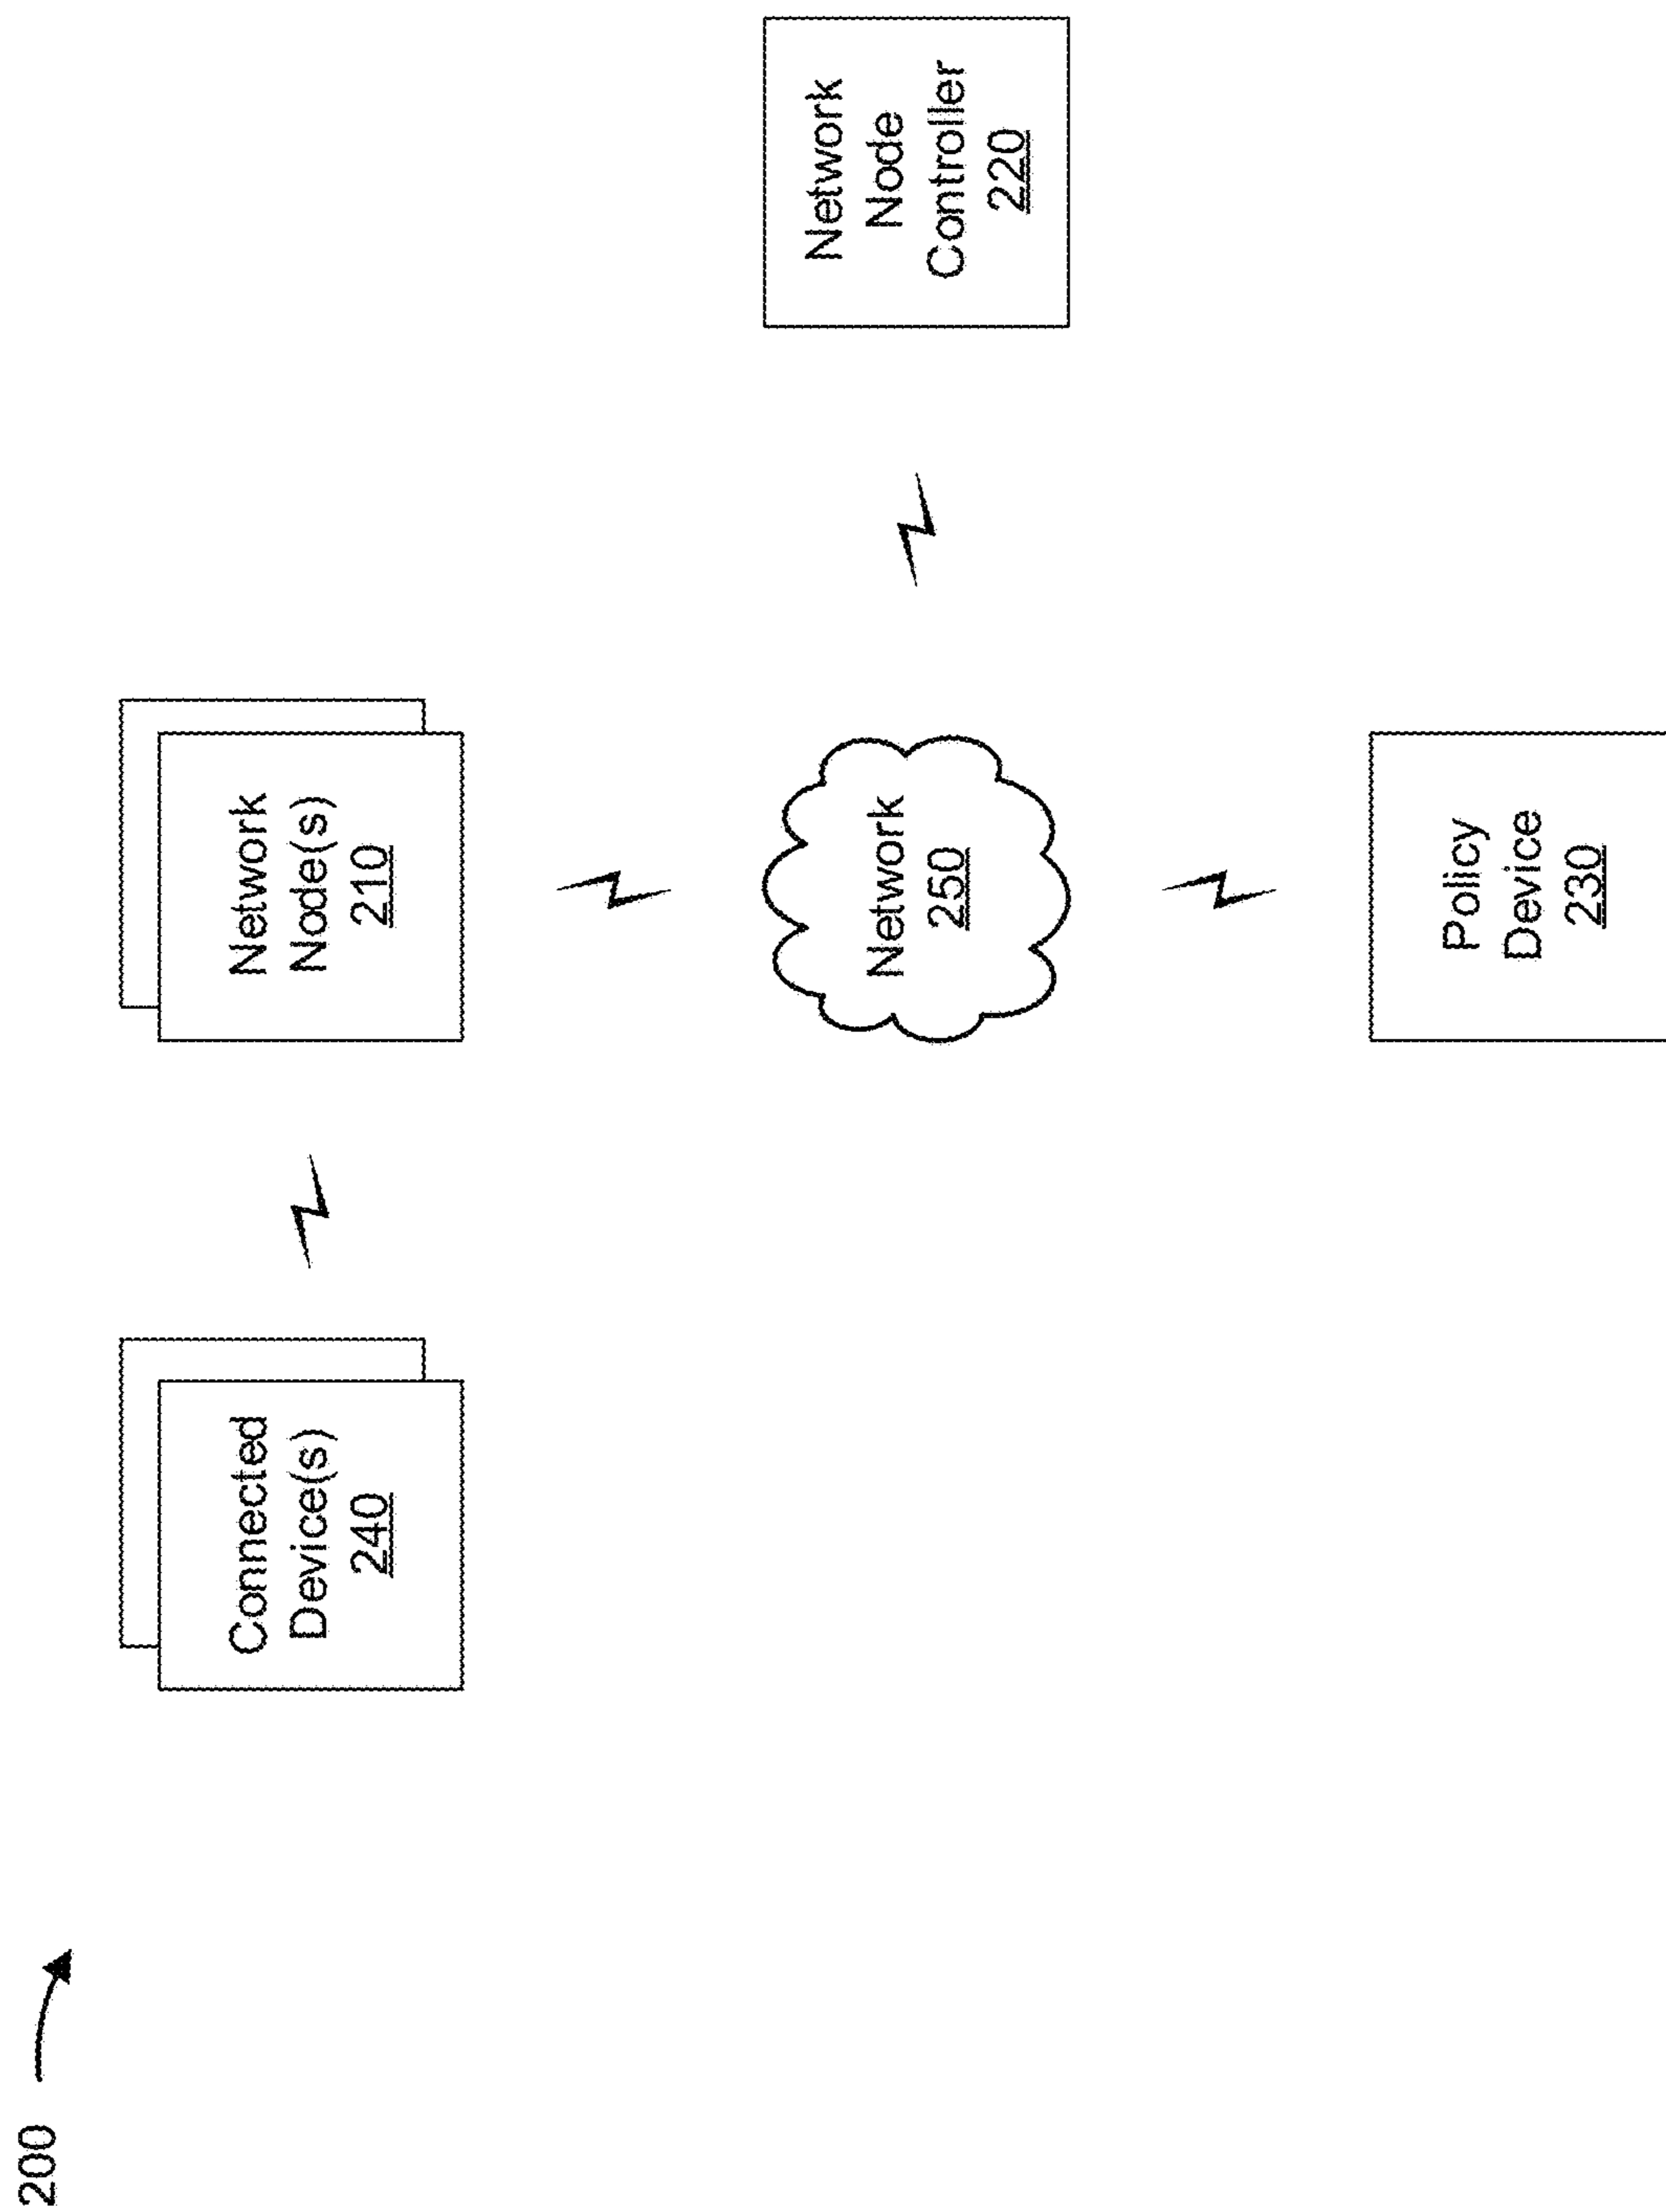 200
Connected
Device(s)
240
Network
Node(s)
210
Network
250
Network
Node
Controller
220
Policy
Device
230